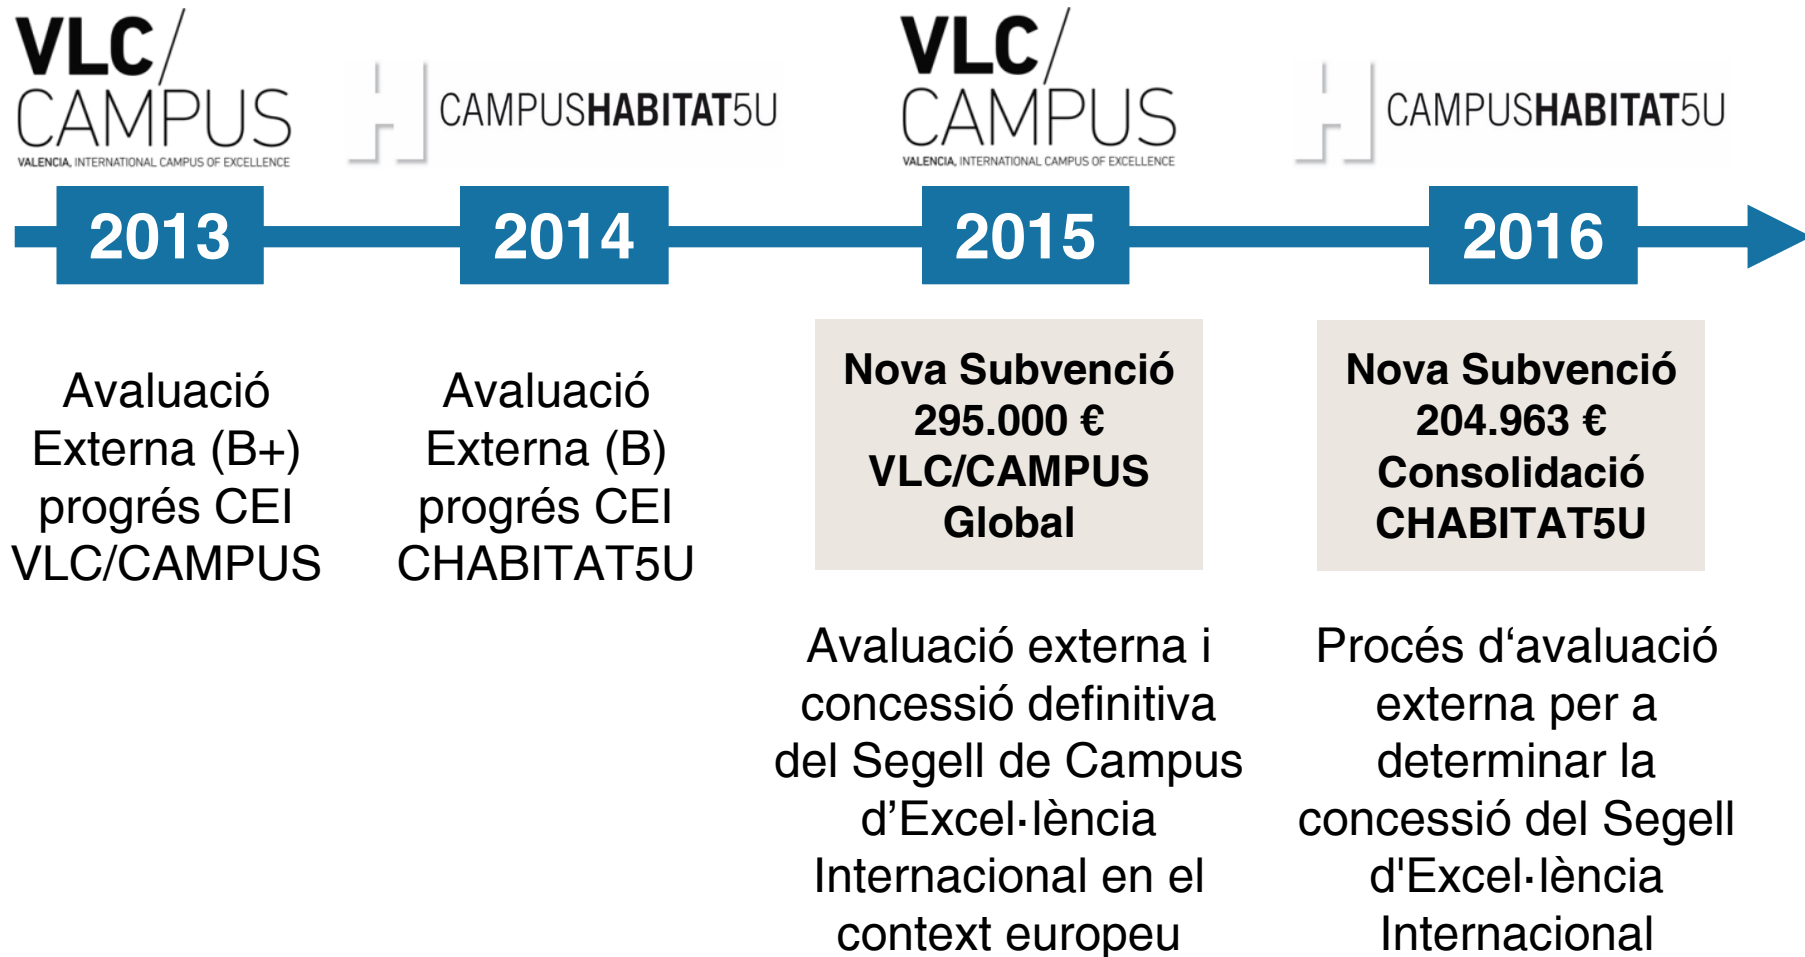 VLC/
CAMPUS
VALENCIA, INTERNATIONAL CAMPUS OF EXCELLENCE
CAMPUSHABITAT5U
VLC/
CAMPUS
VALENCIA, INTERNATIONAL CAMPUS OF EXCELLENCE
CAMPUSHABITAT5U
2013
2014
2015
2016
Avaluació
Externa (B+)
progrés CEI
VLC/CAMPUS
Avaluació
Externa (B)
progrés CEI
CHABITAT5U
Nova Subvenció
295.000 €
VLC/CAMPUS
Global
Avaluació externa i
concessió definitiva
del Segell de Campus
d’Excel·lència
Internacional en el
context europeu
Nova Subvenció
204.963 €
Consolidació
CHABITAT5U
Procés d‘avaluació
externa per a
determinar la
concessió del Segell
d'Excel·lència
Internacional